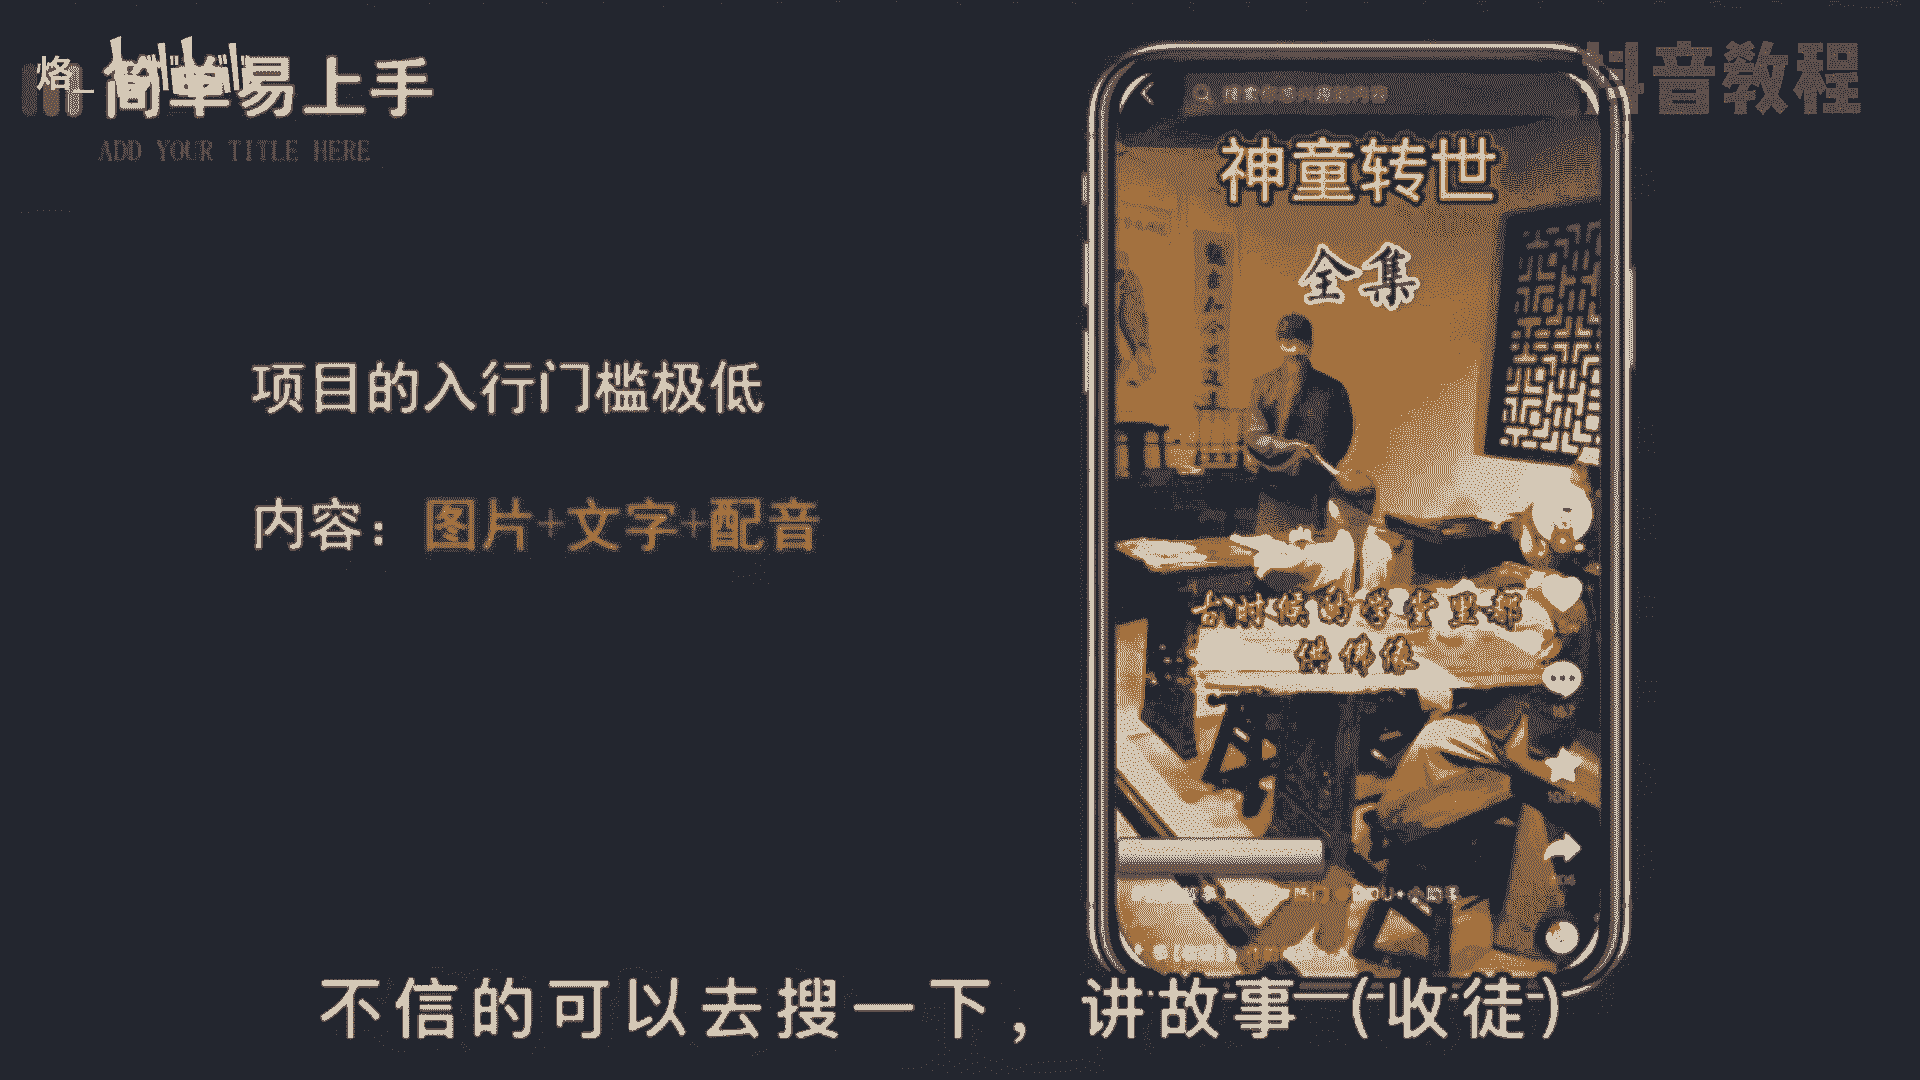 简单易上手
ADD YOUR TITLE HERE
抖音教程
项目的入行门槛极低
内容：图片+文字+配音
神童转世
全集
古时候的学堂里都
供佛像
不信的可以去搜一下，讲故事（收徒）